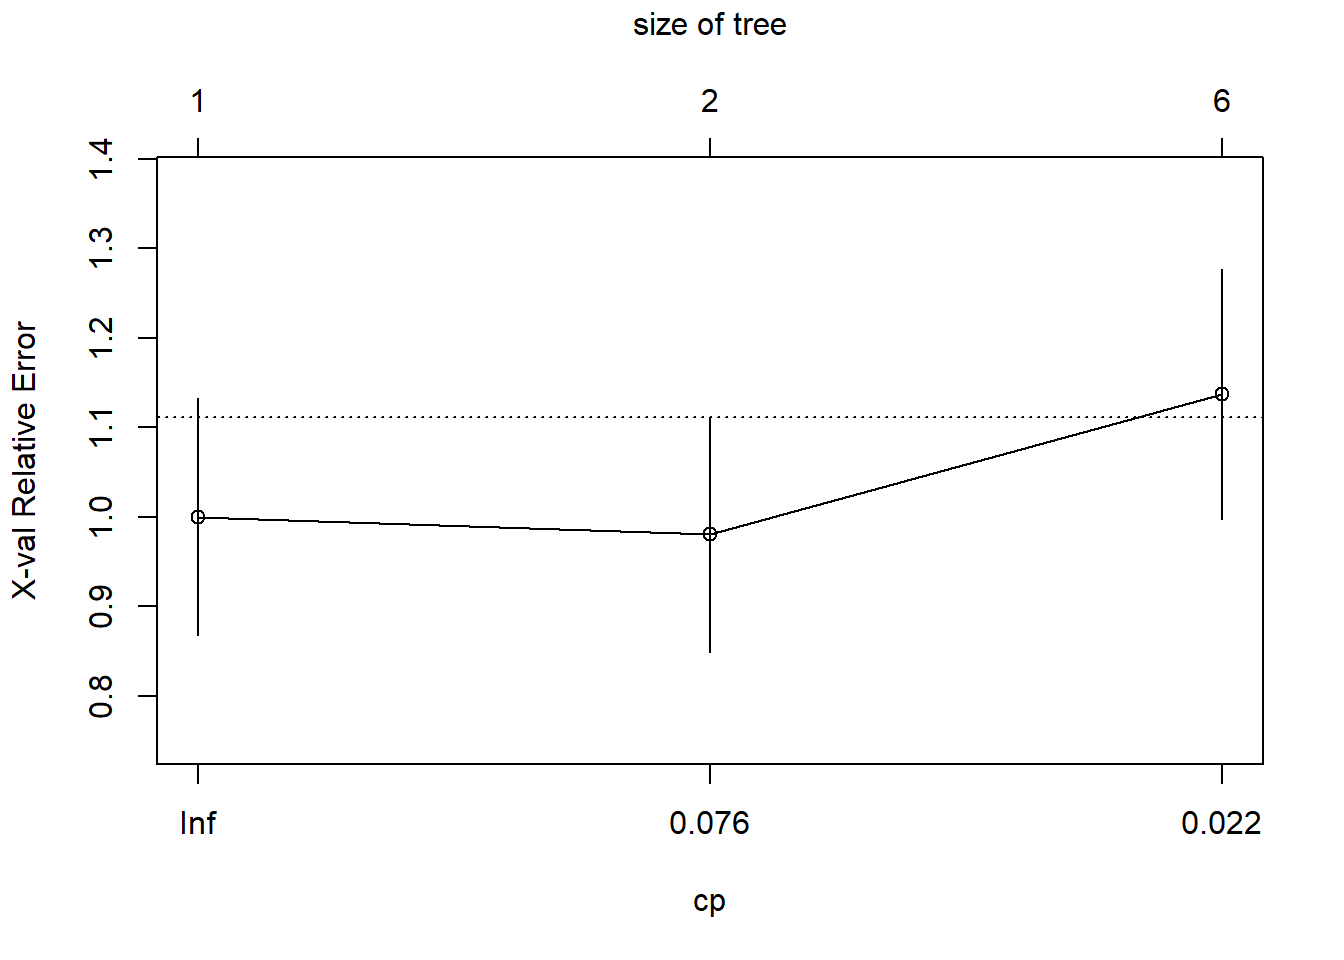 size of tree
1 2 6
X-val Relative Error
1.4
1.3
1.2
1.1
1.0
0.9
0.8
Inf 0.076 0.022
cp